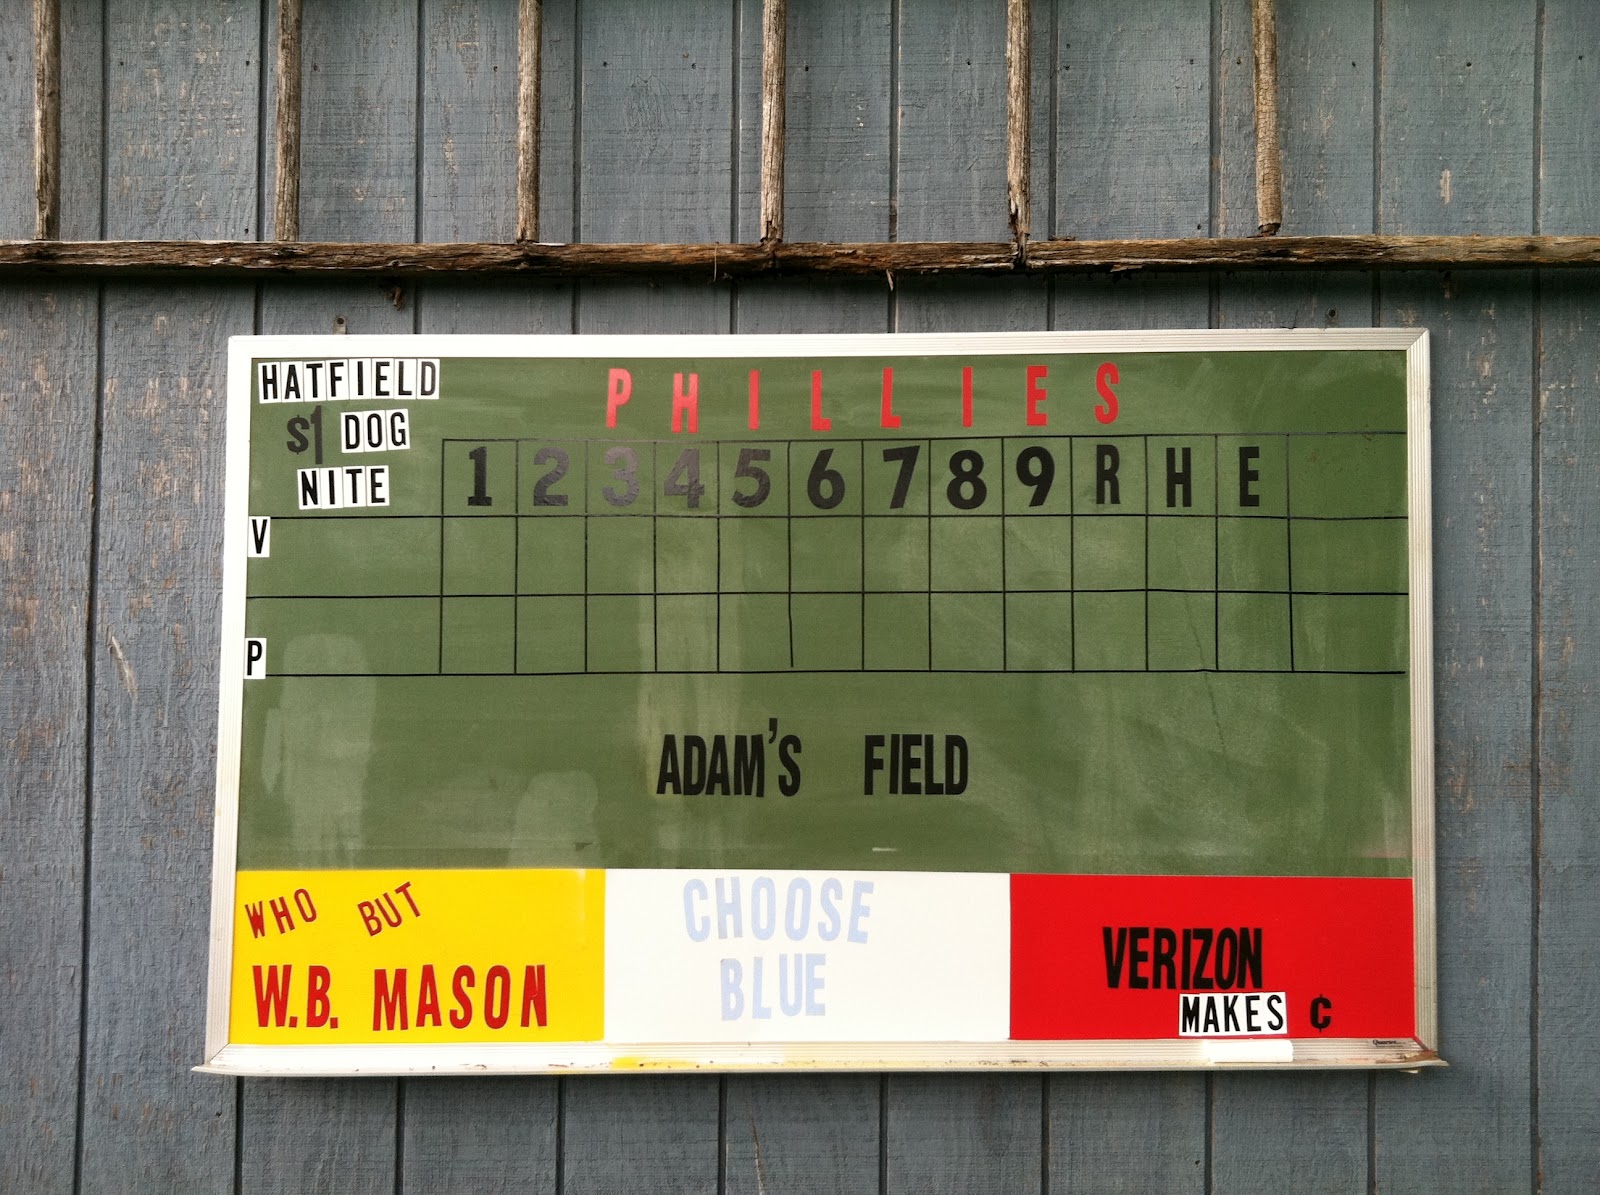 HATFIELD
$1 DOG
NITE
PHILLIES
1 2 3 4 5 6 7 8 9 R H E
V
P
ADAM'S FIELD
WHO BUT
W.B. MASON
CHOOSE
BLUE
VERIZON
MAKES ¢
Quartet